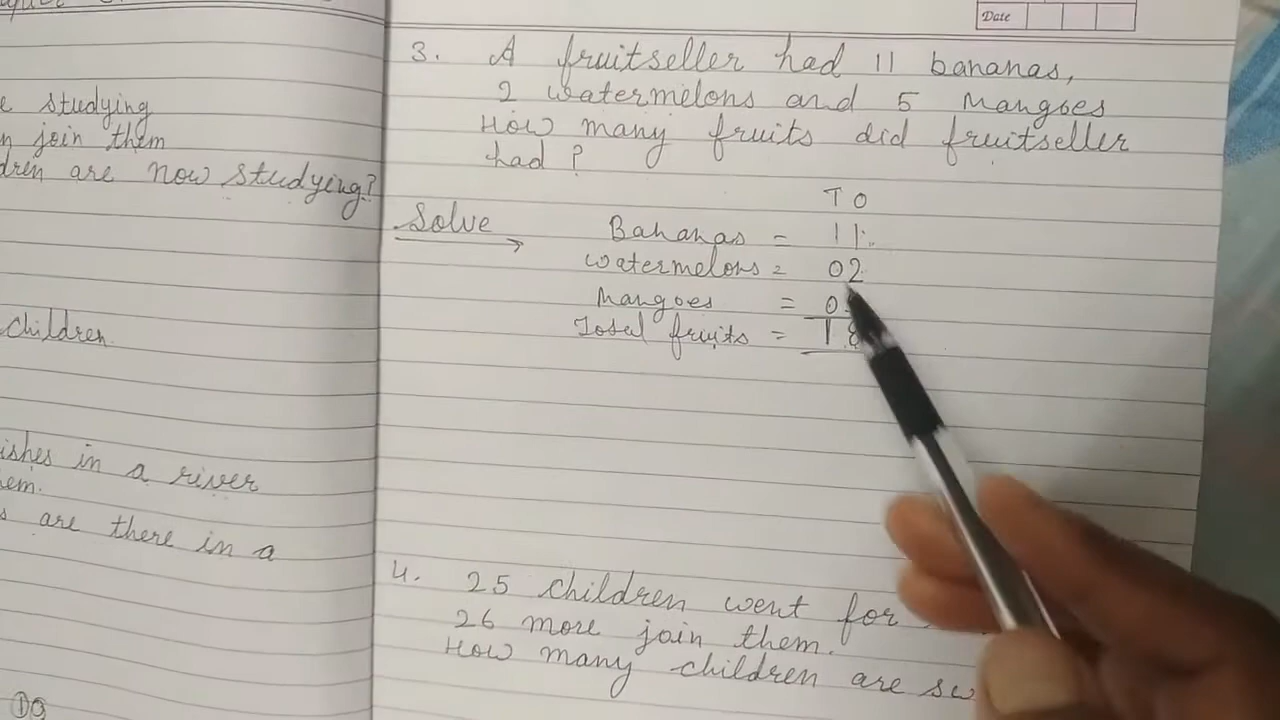 e studying
n join them
dren are now studying?
children.
ishes in a river
em.
s are there in a
Date
3. A fruitseller had 11 bananas,
2 watermelons and 5 Mangoes
How many fruits did fruitseller
had ?
T O
Solve
Bananas = 11
watermelons = 02
Mangoes = 0
Total fruits = 18
4. 25 children went for
26 more join them.
How many children are sw